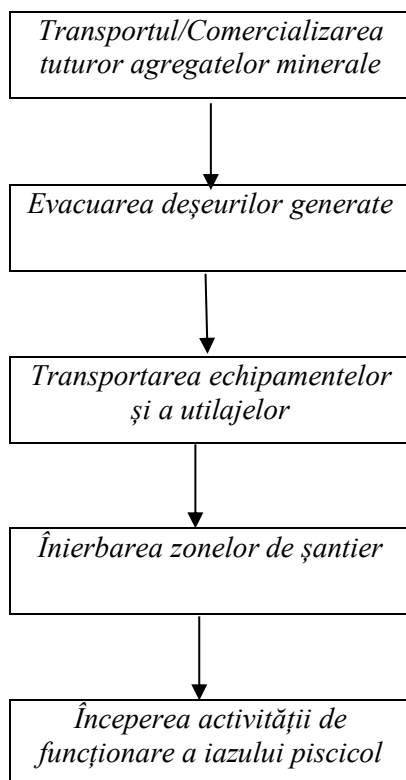 Transportul/Comercializarea
tuturor agregatelor minerale
Evacuarea deșeurilor generate
Transportarea echipamentelor
și a utilajelor
Înierbarea zonelor de șantier
Începerea activității de
funcționare a iazului piscicol